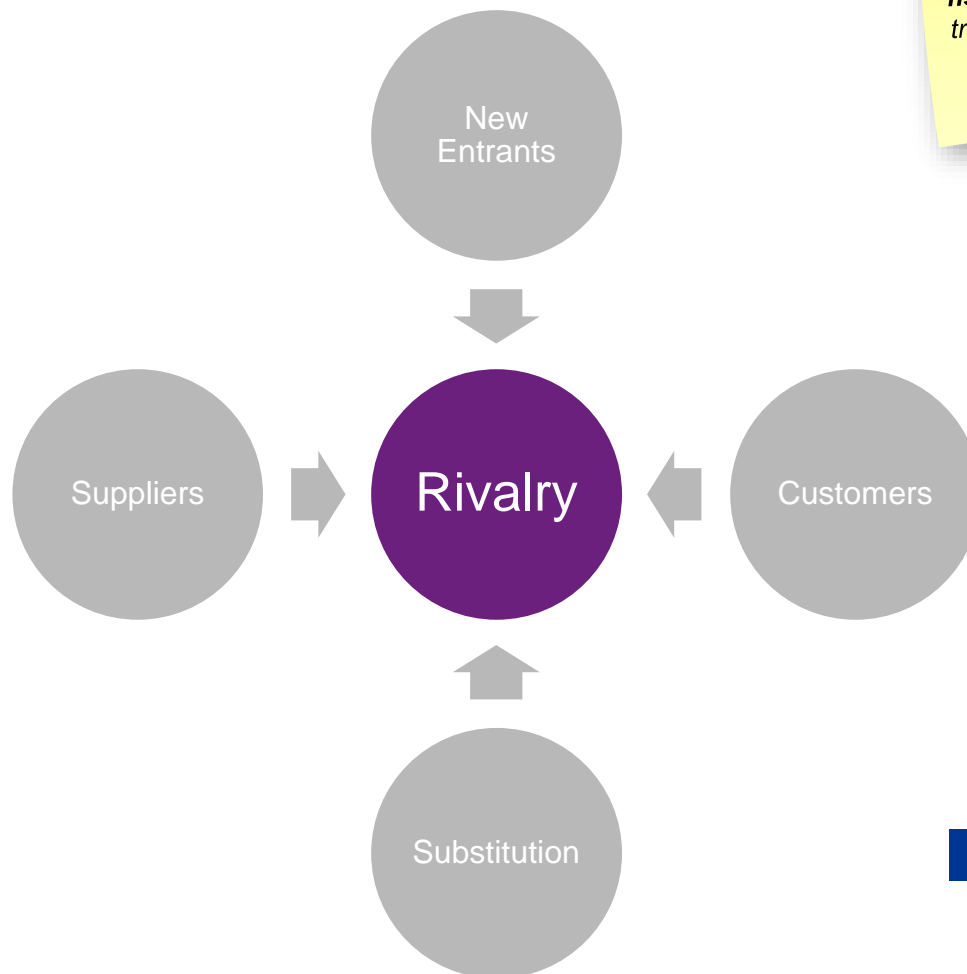 New
Entrants
Suppliers
Rivalry
Customers
Substitution